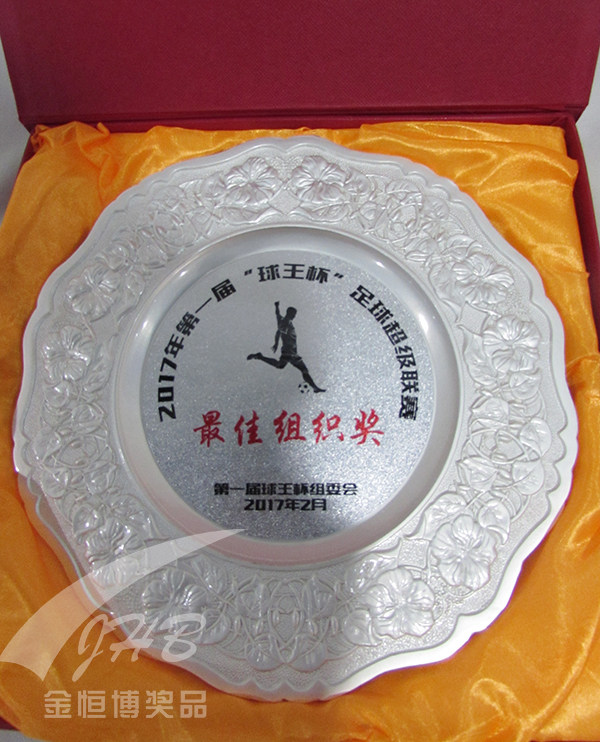 2017年第一届“球王杯”足球超级联赛
最佳组织奖
第一届球王杯组委会
2017年2月
JHB
金恒博奖品